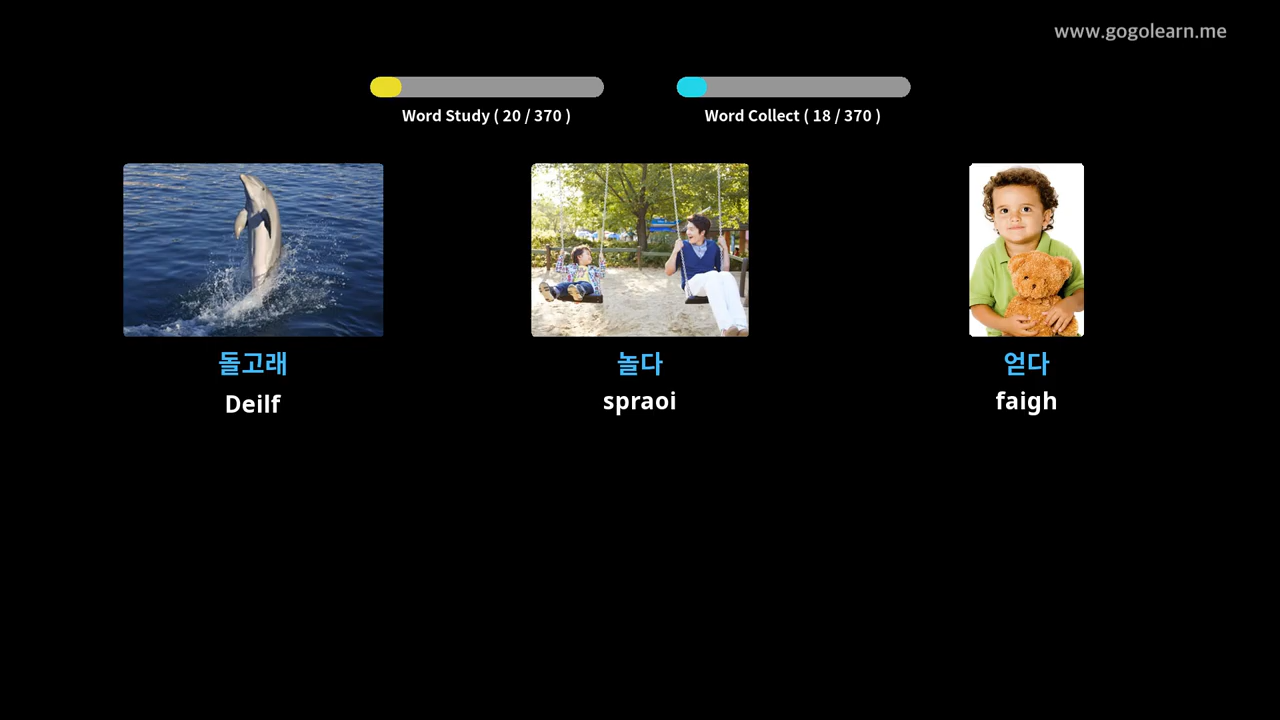 www.gogolearn.me
Word Study ( 20 / 370 )
Word Collect ( 18 / 370 )
돌고래
Deilf
놀다
spraoi
얻다
faigh